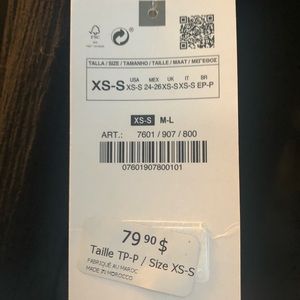 FSC
TALLA / SIZE / TAMANHO / TAILLE / MAAT / ΜΕΓΕΘΟΣ
XS-S
USA MEX UK IT BR
XS-S 24-26 XS-S XS-S EP-P
XS-S M-L
ART.: 7601 / 907 / 800
07601907800101
79 90 $
Taille TP-P / Size XS-S
FABRIQUÉ AU MAROC
MADE IN MOROCCO